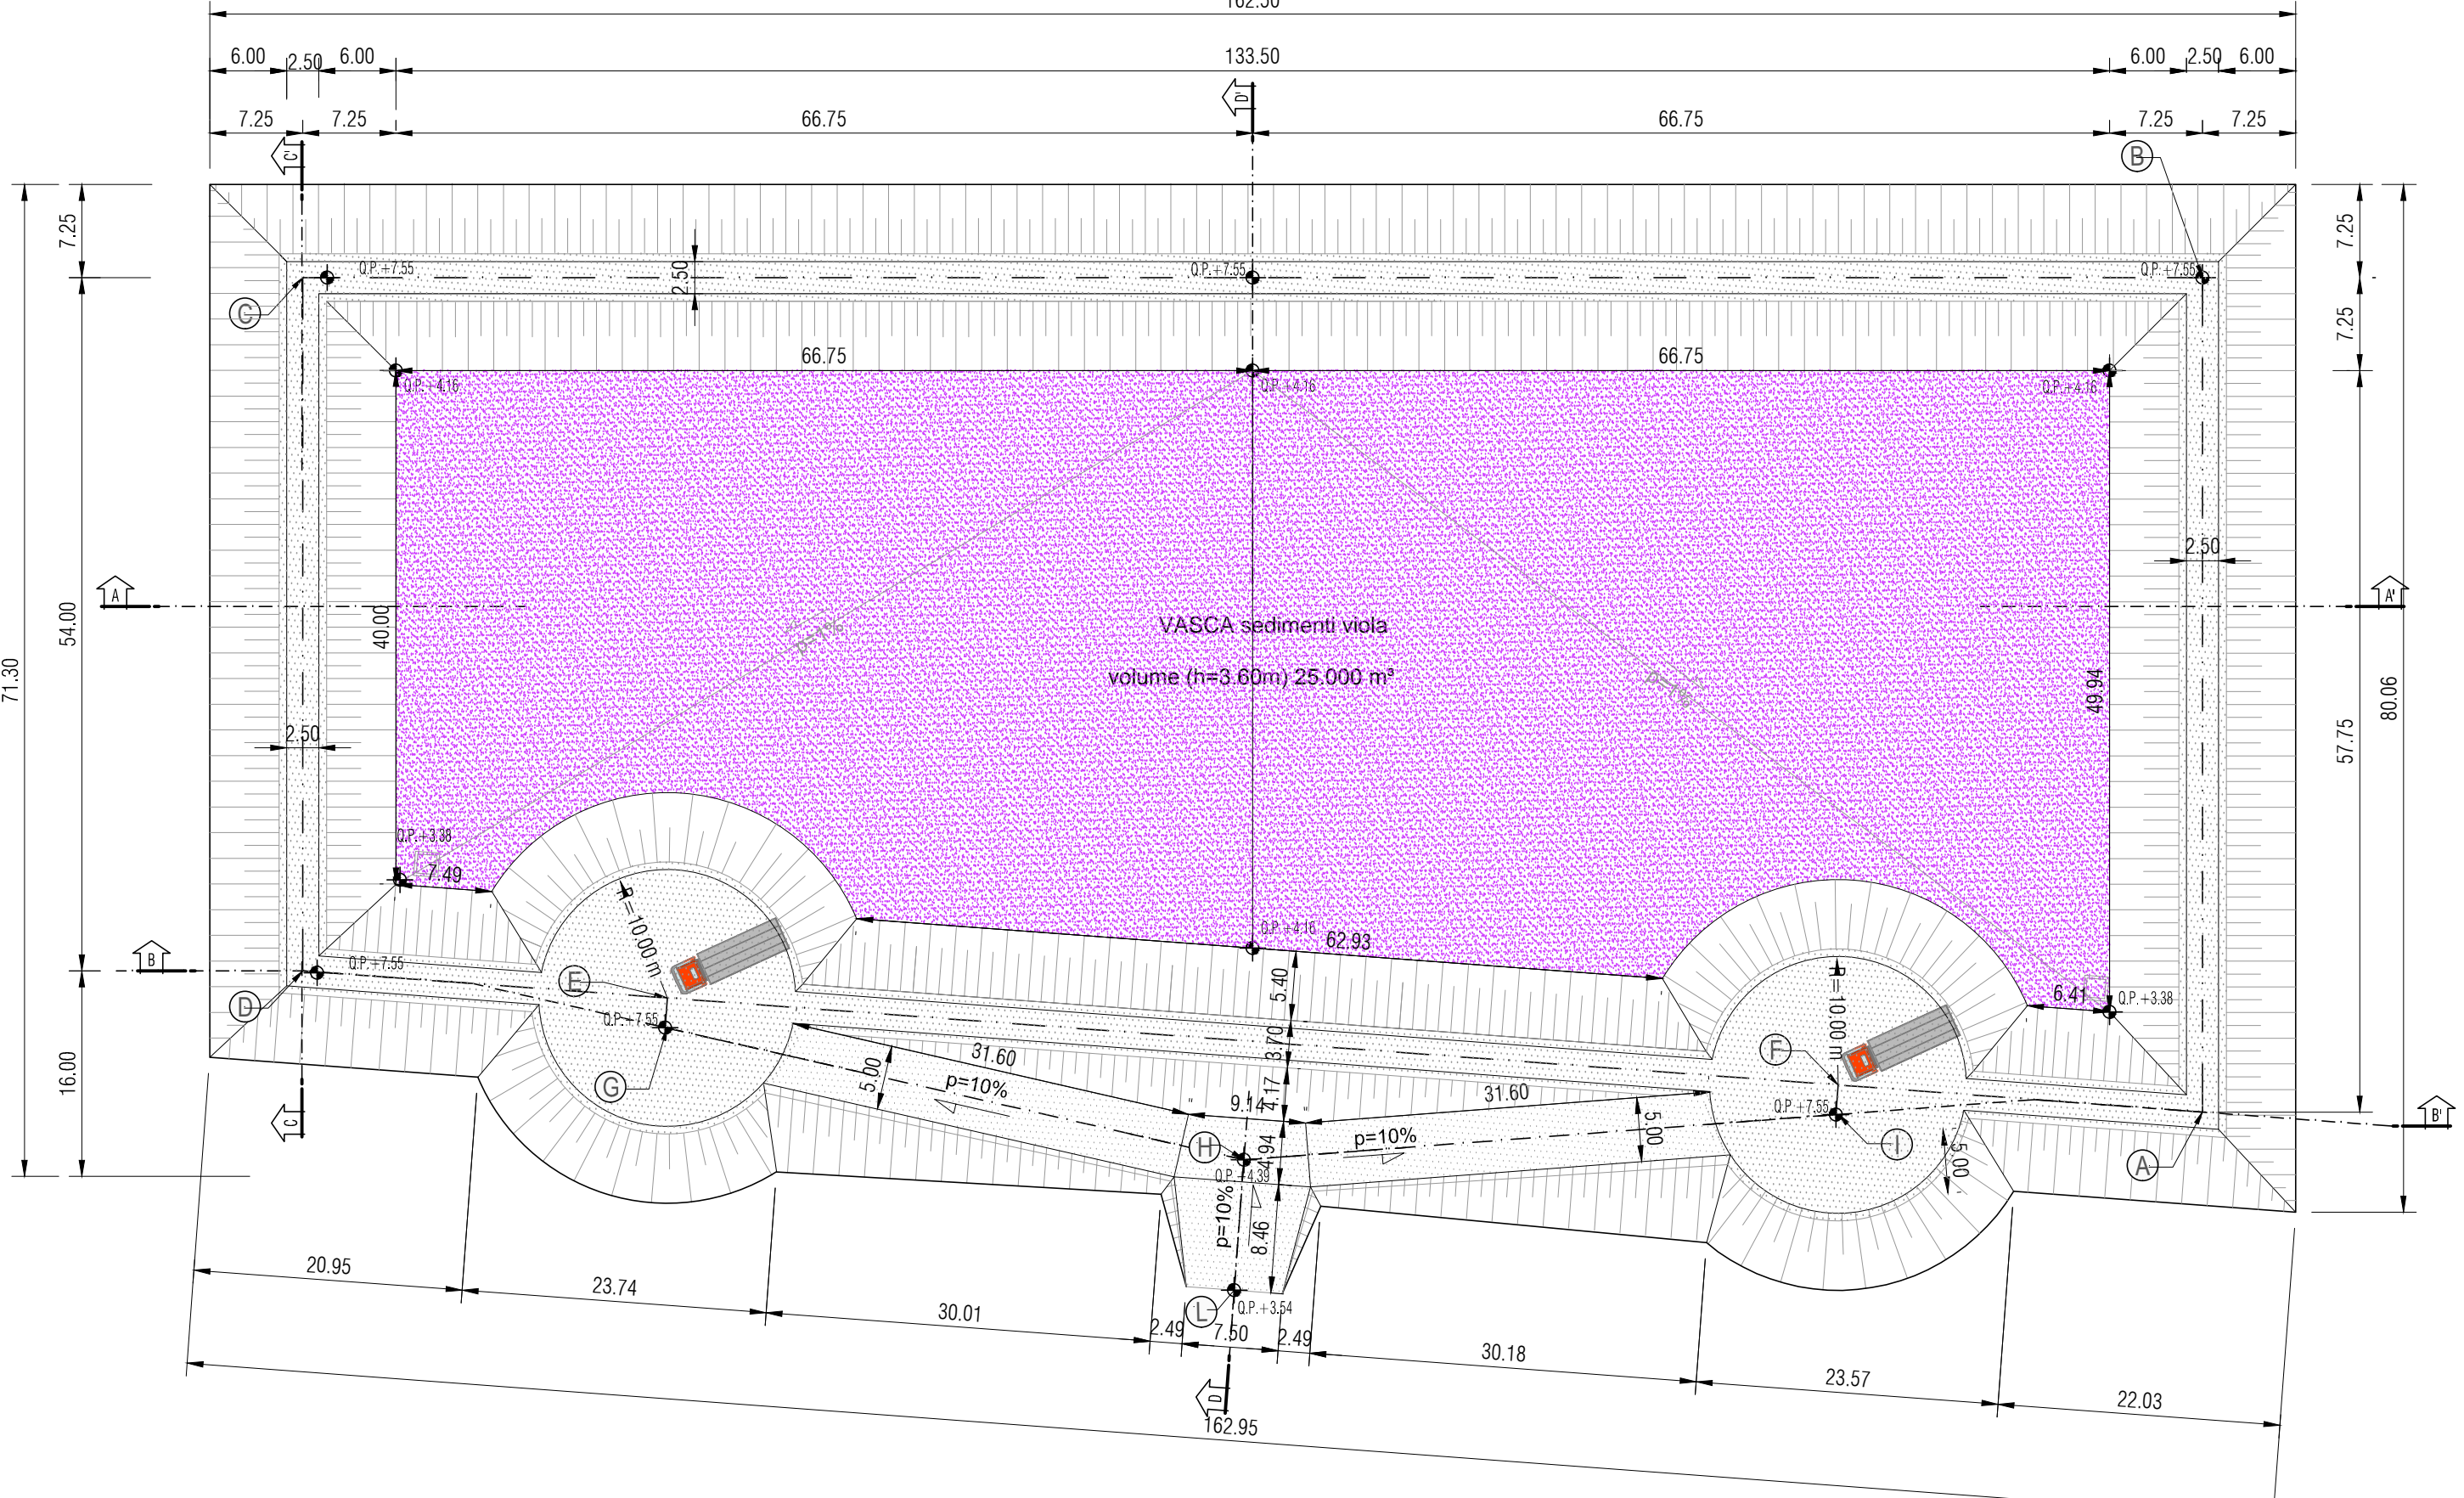 162.50
6.00 2.50 6.00 133.50 6.00 2.50 6.00
7.25 7.25 66.75 D' 66.75 7.25 7.25
C' B
7.25 7.25
Q.P.+7.55 2.50 Q.P.+7.55 Q.P.+7.55
C 7.25
66.75 66.75
Q.P.+4.16 Q.P.+4.16 Q.P.+4.16
2.50
A A'
54.00 40.00
VASCA sedimenti viola
volume (h=3.60m) 25.000 m³
71.30 49.94 57.75 80.06
2.50
Q.P.+3.38
7.49
R=10.00 m
Q.P.+4.16 62.93
B Q.P.+7.55 E 5.40 R=10.00 m 6.41 Q.P.+3.38
D Q.P.+7.55 3.70 F
16.00 G 5.00 31.60 p=10% 9.14 4.17 31.60 5.00 Q.P.+7.55 B'
C H 4.94 p=10% I 5.00 A
Q.P.+4.39
p=10% 8.46
20.95 23.74 30.01 L Q.P.+3.54
2.49 7.50 2.49 30.18 23.57 22.03
D
162.95